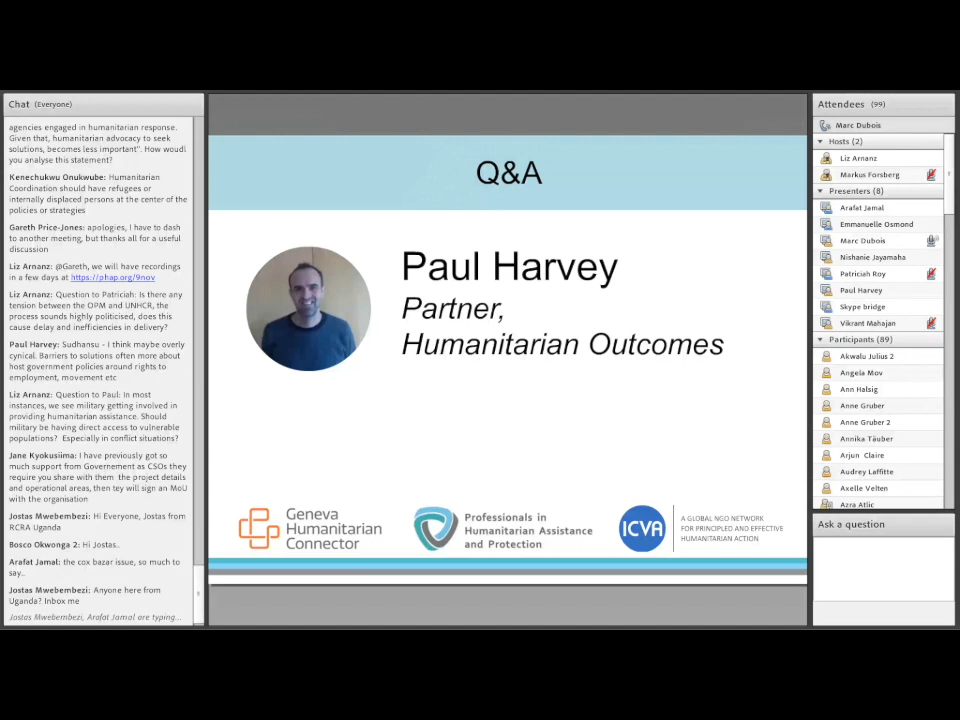 Chat (Everyone)
agencies engaged in humanitarian response.
Given that, humanitarian advocacy to seek
solutions, becomes less important". How woudl
you analyse this statement?
Kenechukwu Onukwube: Humanitarian
Coordination should have refugees or
internally displaced persons at the center of the
policies or strategies
Gareth Price-Jones: apologies, I have to dash
to another meeting, but thanks all for a useful
discussion
Liz Arnanz: @Gareth, we will have recordings
in a few days at https://phap.org/9nov
Liz Arnanz: Question to Patriciah: Is there any
tension between the OPM and UNHCR, the
process sounds highly politicised, does this
cause delay and inefficiencies in delivery?
Paul Harvey: Sudhansu - I think maybe overly
cynical. Barriers to solutions often more about
host government policies around rights to
employment, movement etc
Liz Arnanz: Question to Paul: In most
instances, we see military getting involved in
providing humanitarian assistance. Should
military be having direct access to vulnerable
populations? Especially in conflict situations?
Jane Kyokusiima: I have previously got so
much support from Governement as CSOs they
require you share with them the project details
and operational areas, then tey will sign an MoU
with the organisation
Jostas Mwebembezi: Hi Everyone, Jostas from
RCRA Uganda
Bosco Okwonga 2: Hi Jostas..
Arafat Jamal: the cox bazar issue, so much to
say..
Jostas Mwebembezi: Anyone here from
Uganda? Inbox me
Jostas Mwebembezi, Arafat Jamal are typing...
Q&A
Paul Harvey
Partner,
Humanitarian Outcomes
Geneva
Humanitarian
Connector
Professionals in
Humanitarian Assistance
and Protection
ICVA
A GLOBAL NGO NETWORK
FOR PRINCIPLED AND EFFECTIVE
HUMANITARIAN ACTION
Attendees (99)
Marc Dubois
Hosts (2)
Liz Arnanz
Markus Forsberg
Presenters (8)
Arafat Jamal
Emmanuelle Osmond
Marc Dubois
Nishanie Jayamaha
Patriciah Roy
Paul Harvey
Skype bridge
Vikrant Mahajan
Participants (89)
Akwalu Julius 2
Angela Mov
Ann Halsig
Anne Gruber
Anne Gruber 2
Annika Täuber
Arjun Claire
Audrey Laffitte
Axelle Velten
Azra Atlic
Ask a question